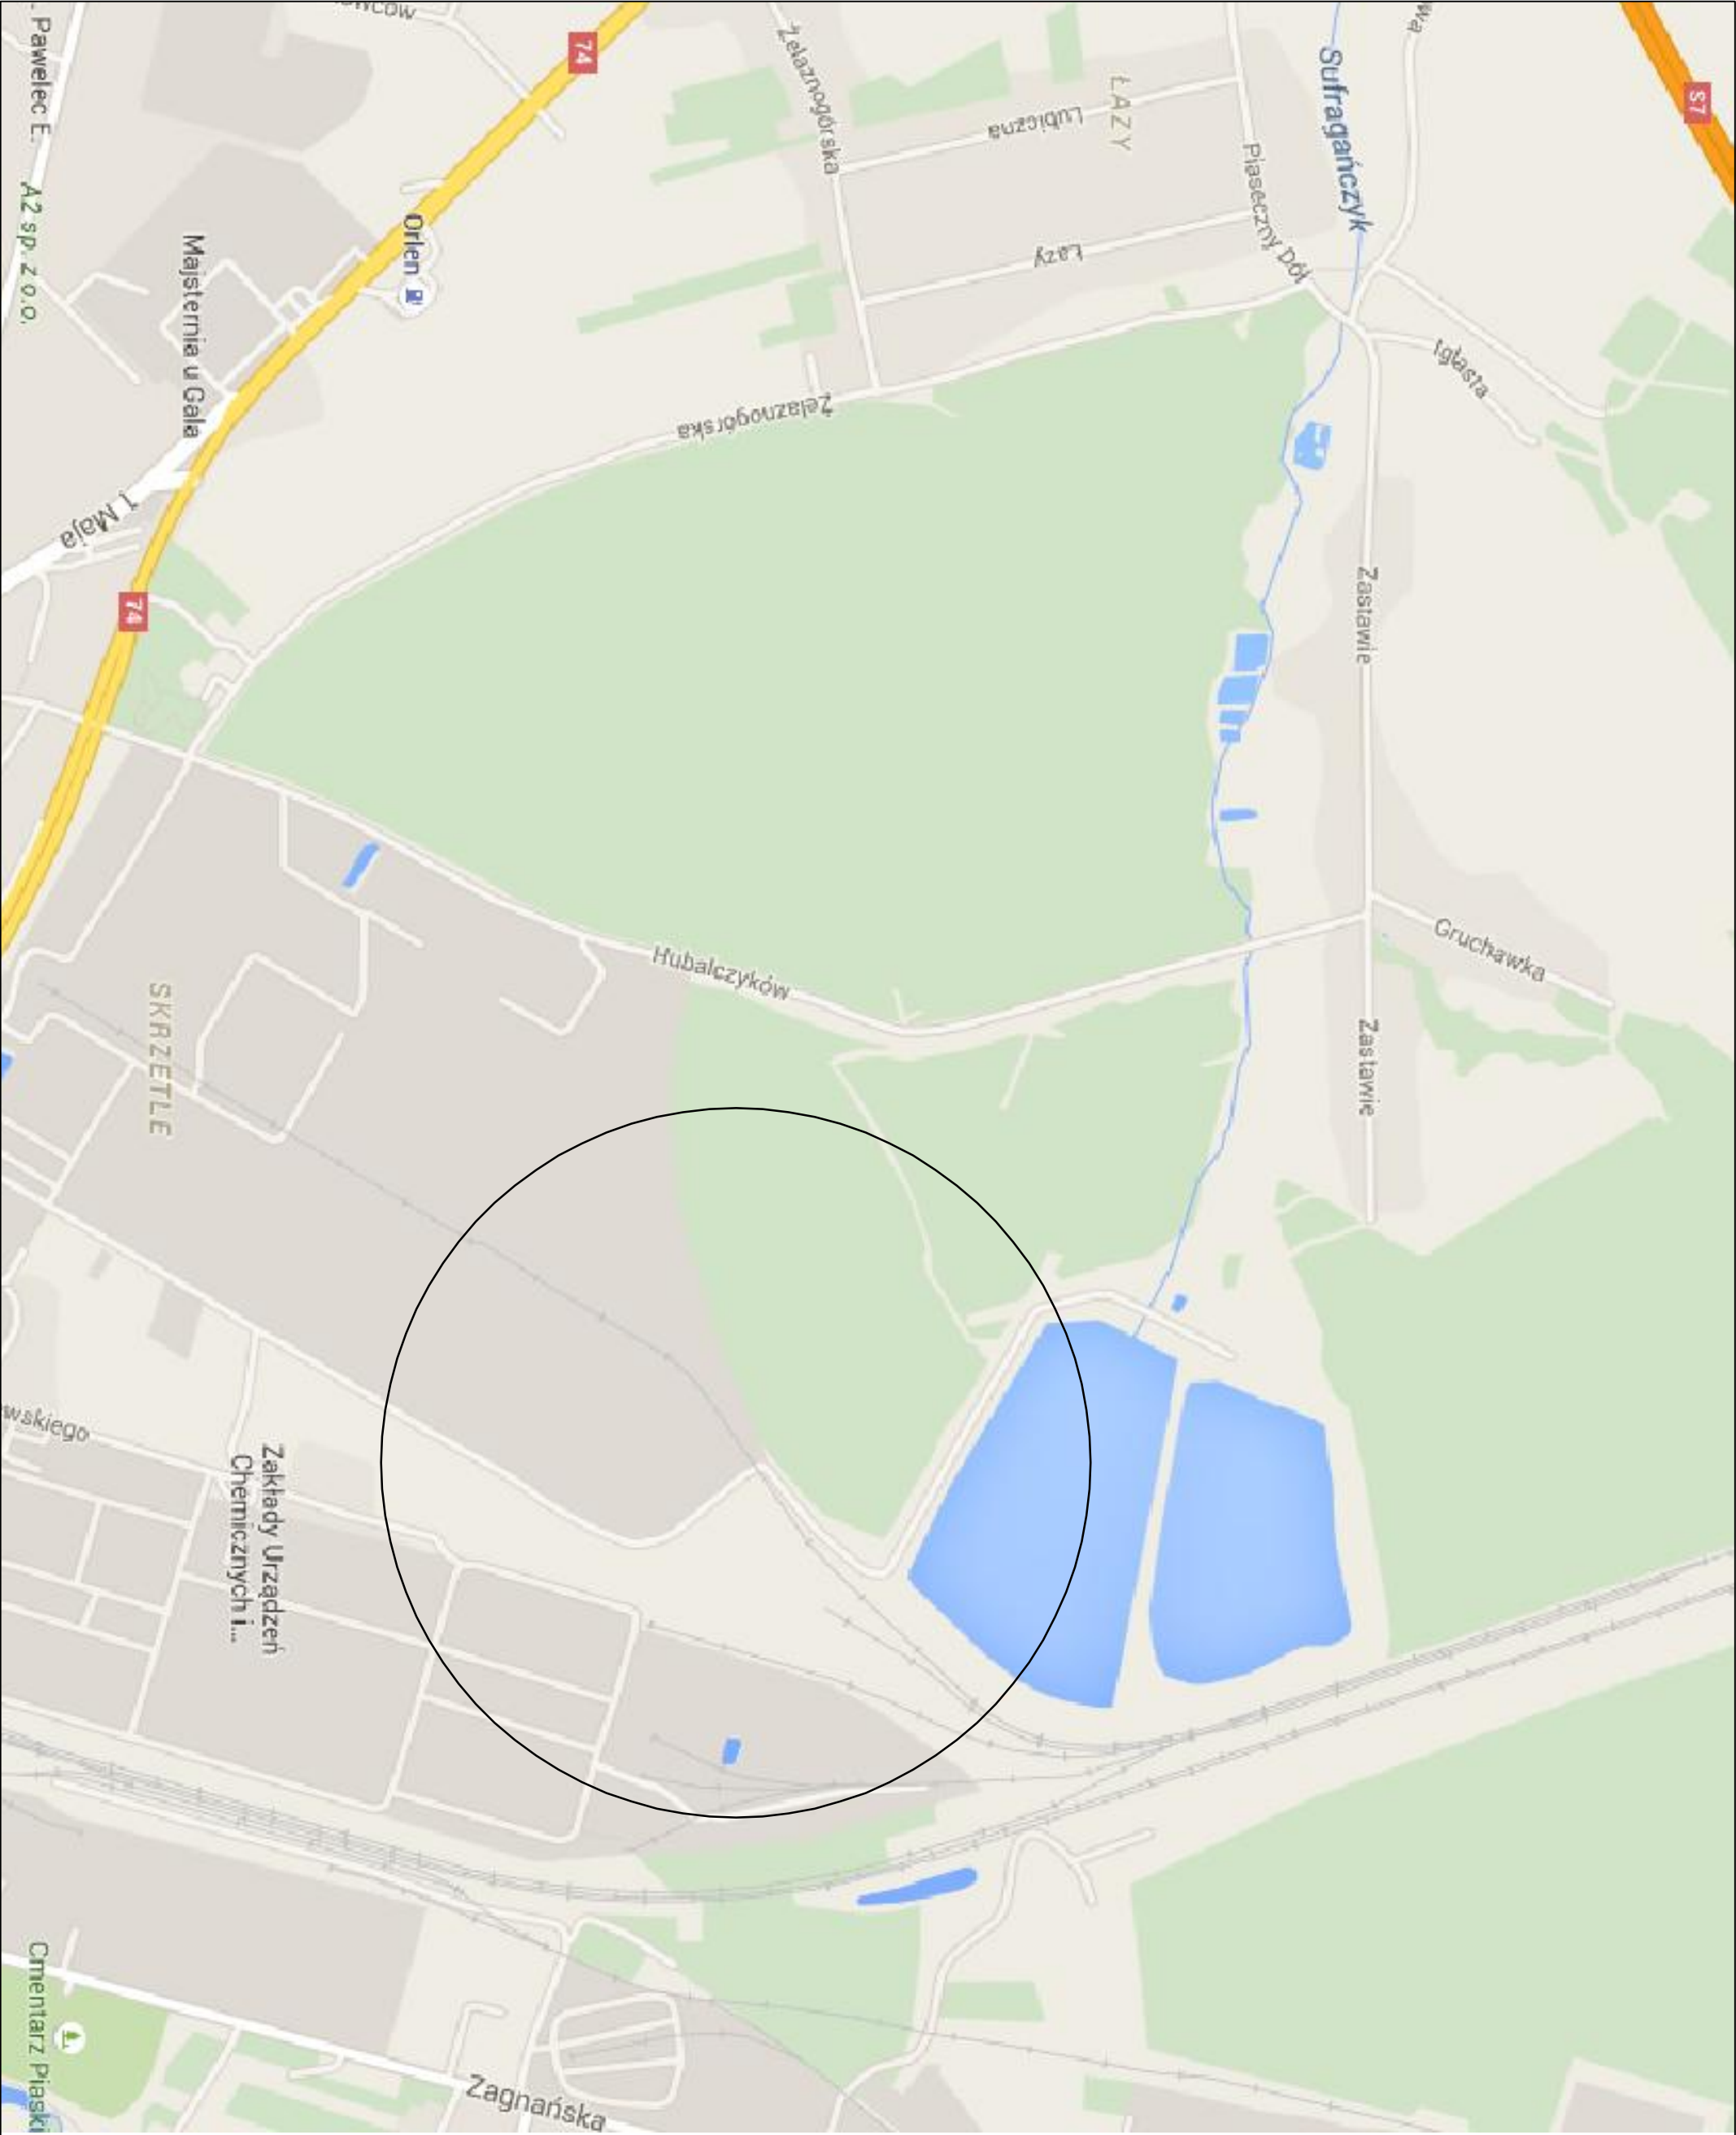 S7
Sufragańczyk
Piaseczny Dół
ŁAZY
Lubiczna
Łazy
Żelaznogórska
74
Orlen
Pawelec E.
A2 sp. z o.o.
Majsternia u Gala
Iglasta
Żelaznogórska
1 Maja
74
Zastawie
Gruchawka
Hubalczyków
SKRZETLE
Zastawie
Zakłady Urządzeń
Chemicznych i...
Cmentarz Piaski
Zagnańska